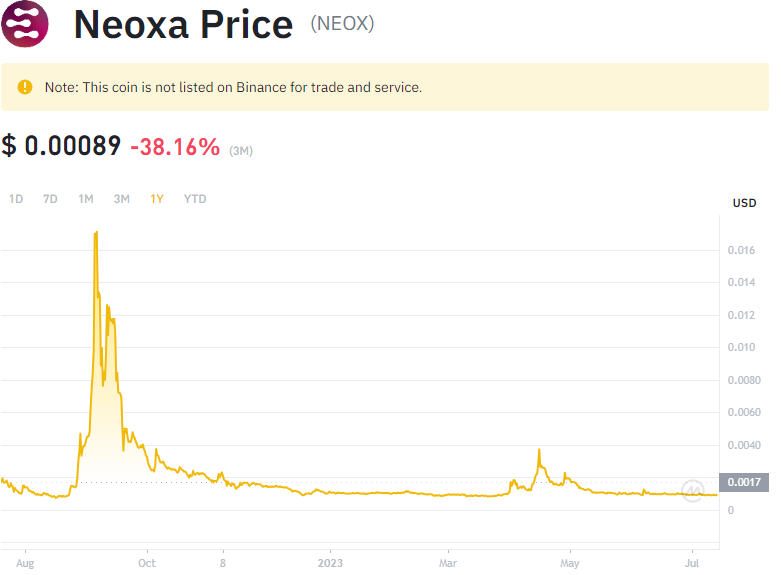 Neoxa Price (NEOX)
Note: This coin is not listed on Binance for trade and service.
$ 0.00089 -38.16% (3M)
1D 7D 1M 3M 1Y YTD
USD
0.016
0.014
0.012
0.010
0.0080
0.0060
0.0040
0.0017
0
Aug Oct 8 2023 Mar May Jul